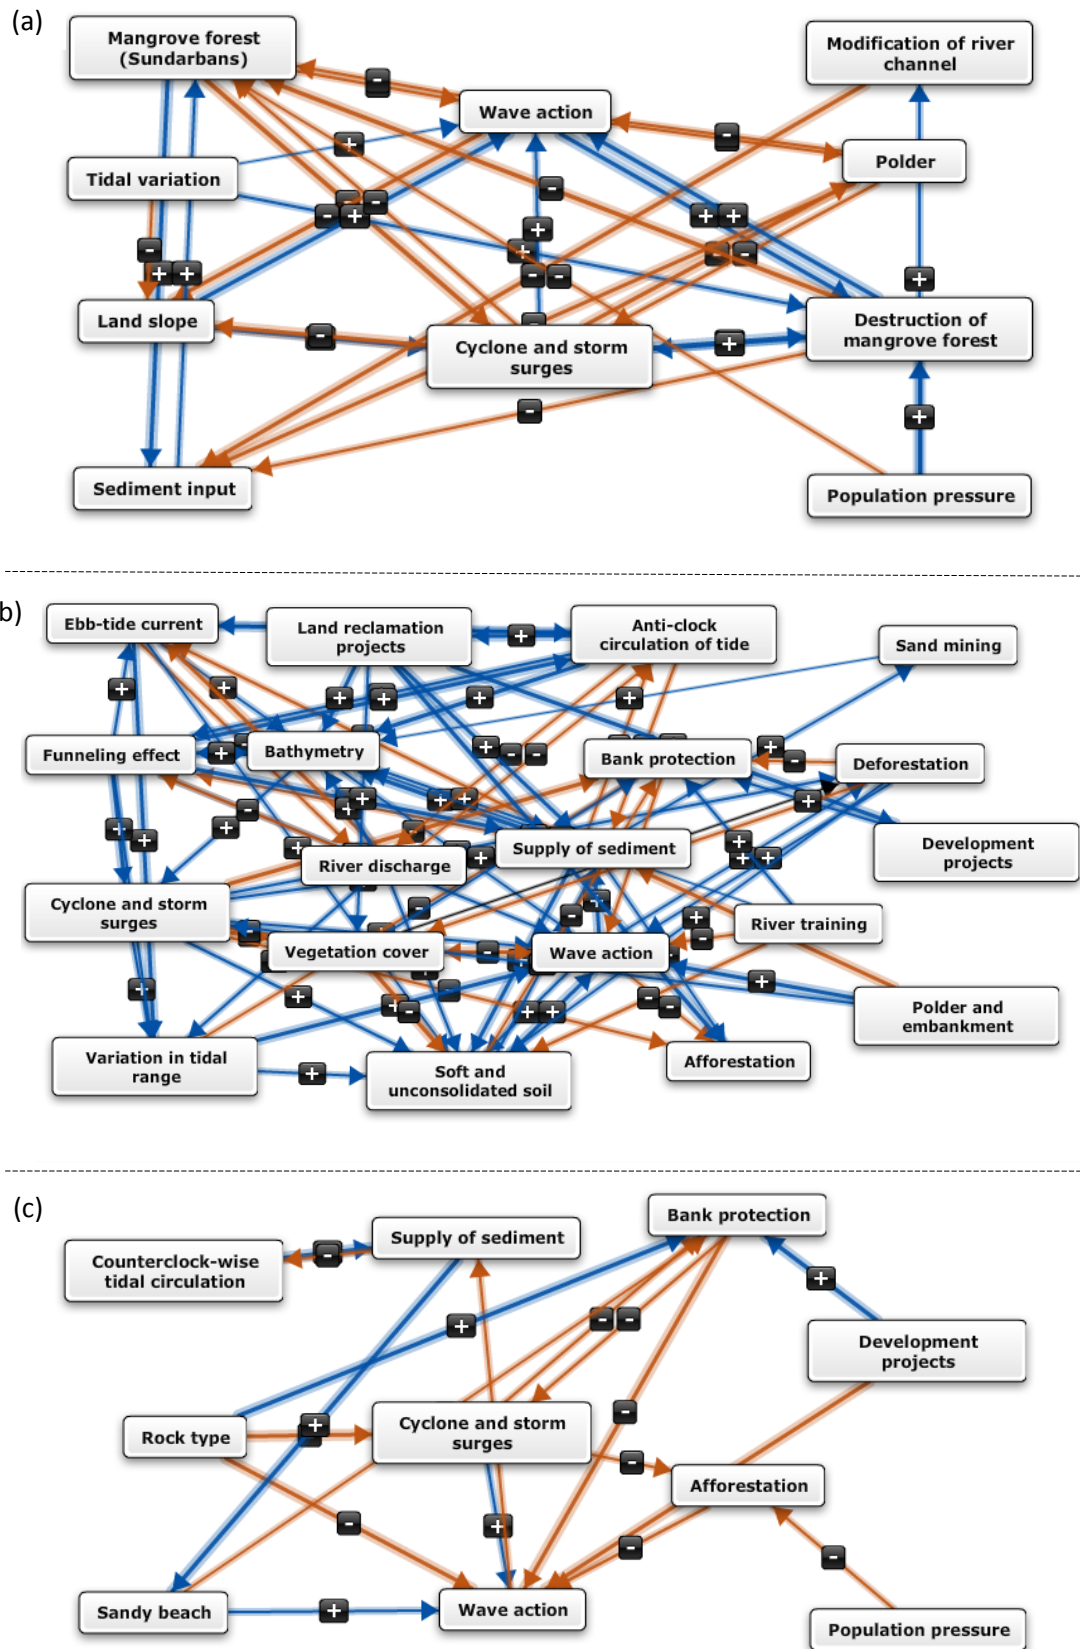 (a)
Mangrove forest
(Sundarbans)
Modification of river
channel
Wave action
Polder
Tidal variation
Land slope
Cyclone and storm
surges
Destruction of
mangrove forest
Sediment input
Population pressure
b)
Ebb-tide current
Land reclamation
projects
Anti-clock
circulation of tide
Sand mining
Funneling effect
Bathymetry
Bank protection
Deforestation
Supply of sediment
Development
projects
River discharge
Cyclone and storm
surges
Vegetation cover
Wave action
River training
Polder and
embankment
Variation in tidal
range
Soft and
unconsolidated soil
Afforestation
(c)
Bank protection
Supply of sediment
Counterclock-wise
tidal circulation
Development
projects
Rock type
Cyclone and storm
surges
Afforestation
Sandy beach
Wave action
Population pressure